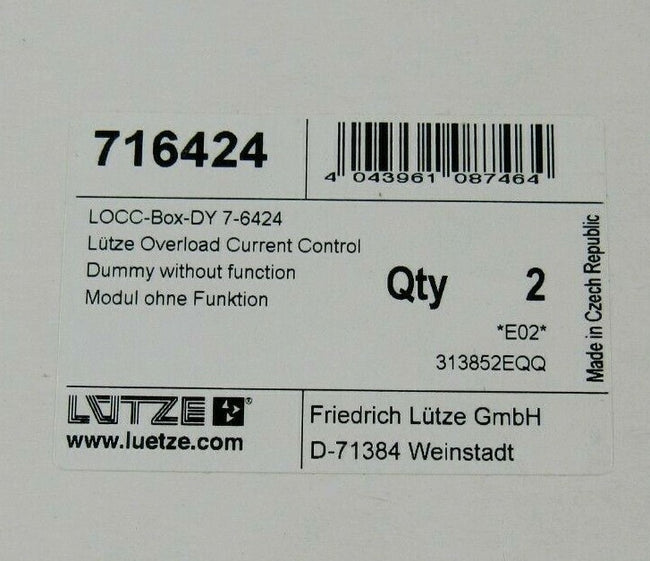 716424
4 043961 087464
LOCC-Box-DY 7-6424
Lütze Overload Current Control
Dummy without function
Modul ohne Funktion
Qty 2
*E02*
313852EQQ
Made in Czech Republic
LÜTZE ®
www.luetze.com
Friedrich Lütze GmbH
D-71384 Weinstadt